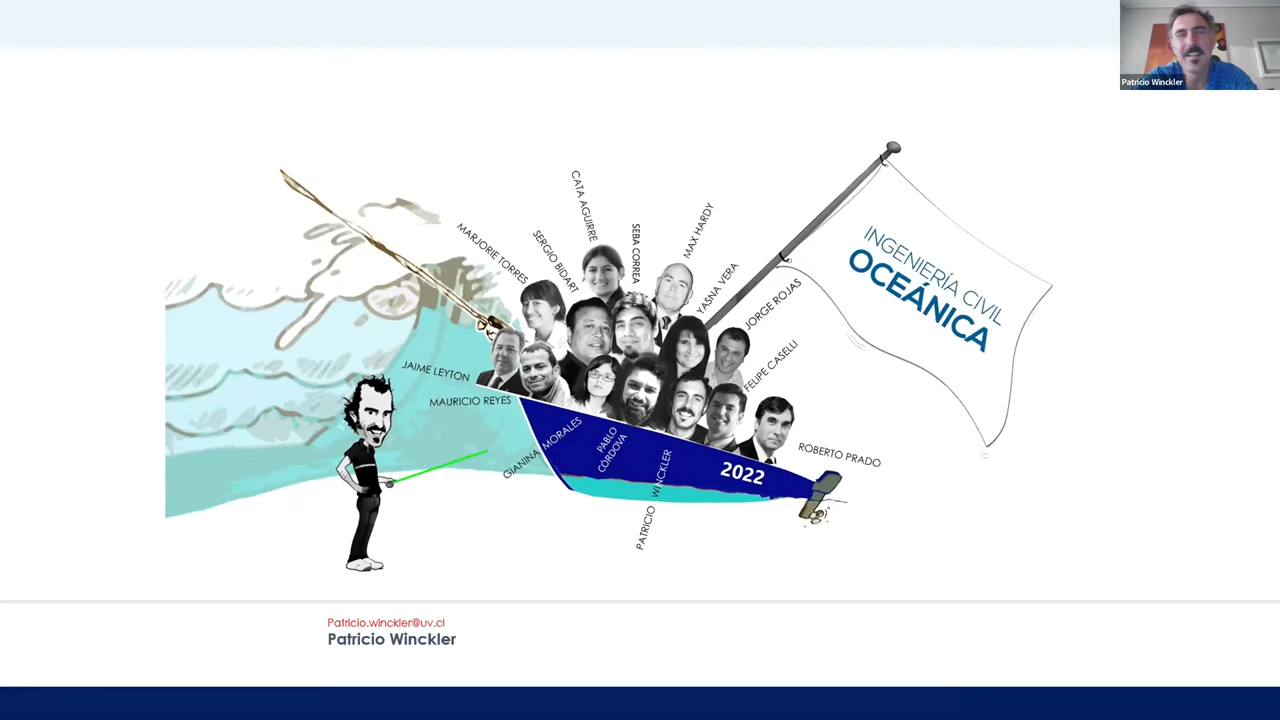 Patricio Winckler
CATA AGUIRRE
SEBA CORREA
MAX HARDY
MARJORIE TORRES
SERGIO BIDART
YASNA VERA
JORGE ROJAS
INGENIERÍA CIVIL
OCEÁNICA
FELIPE CASELLI
JAIME LEYTON
MAURICIO REYES
GIANINA MORALES
PABLO
CÓRDOVA
PATRICIO WINCKLER
2022
ROBERTO PRADO
Patricio.winckler@uv.cl
Patricio Winckler